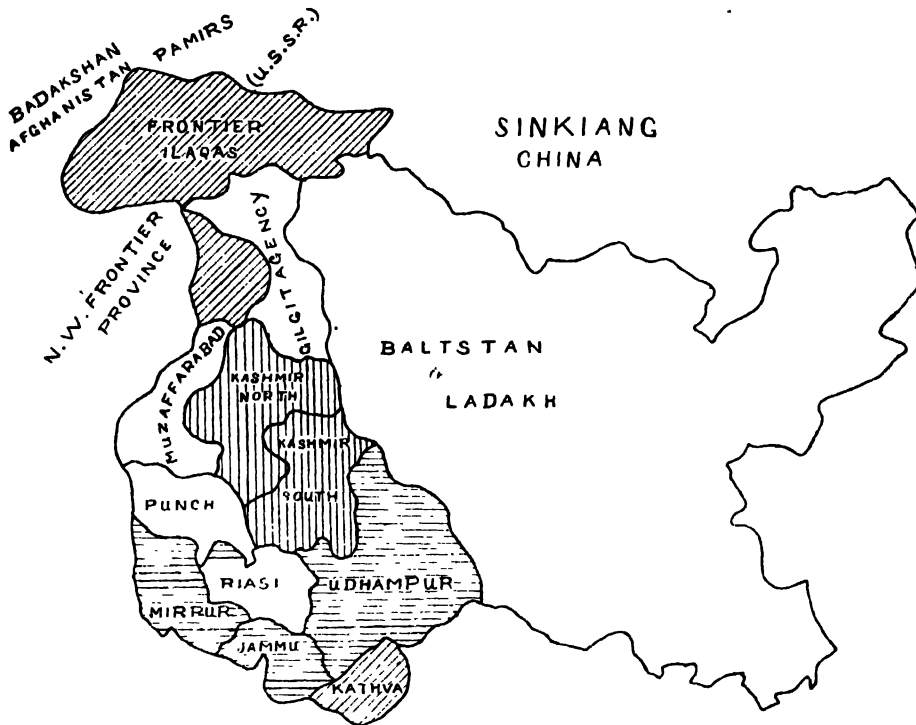 BADAKSHAN
AFGHANISTAN
PAMIRS
(U.S.S.R.)
FRONTIER
ILAQAS
SINKIANG
CHINA
N.W. FRONTIER
PROVINCE
GILGIT AGENCY
MUZAFFARABAD
KASHMIR
NORTH
BALTSTAN
LADAKH
KASHMIR
SOUTH
PUNCH
RIASI
UDHAMPUR
MIRPUR
JAMMU
KATHVA